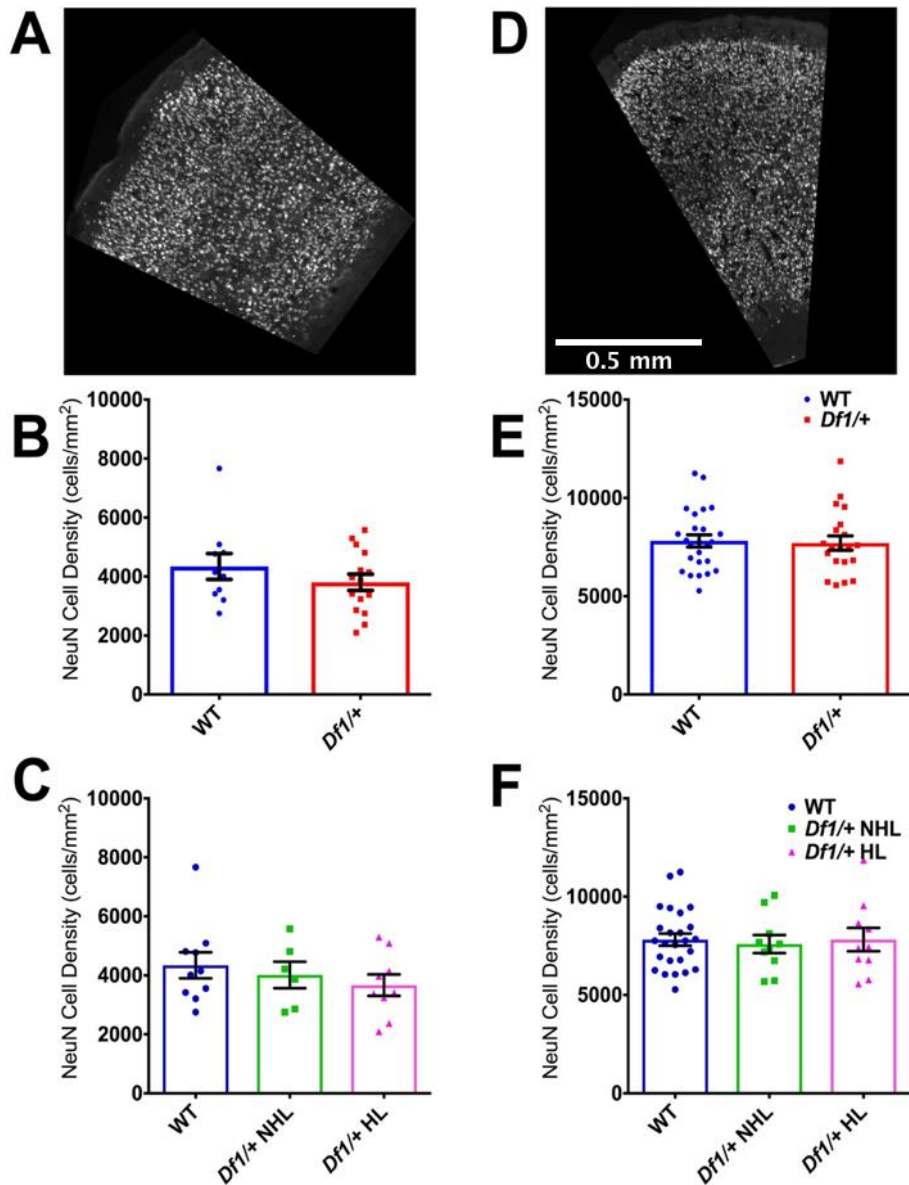 A
D
0.5 mm
B
NeuN Cell Density (cells/mm²)
10000
8000
6000
4000
2000
0
WT
Df1/+
E
NeuN Cell Density (cells/mm²)
15000
10000
5000
0
WT
Df1/+
WT
Df1/+
C
NeuN Cell Density (cells/mm²)
10000
8000
6000
4000
2000
0
WT
Df1/+ NHL
Df1/+ HL
F
NeuN Cell Density (cells/mm²)
15000
10000
5000
0
WT
Df1/+ NHL
Df1/+ HL
WT
Df1/+ NHL
Df1/+ HL